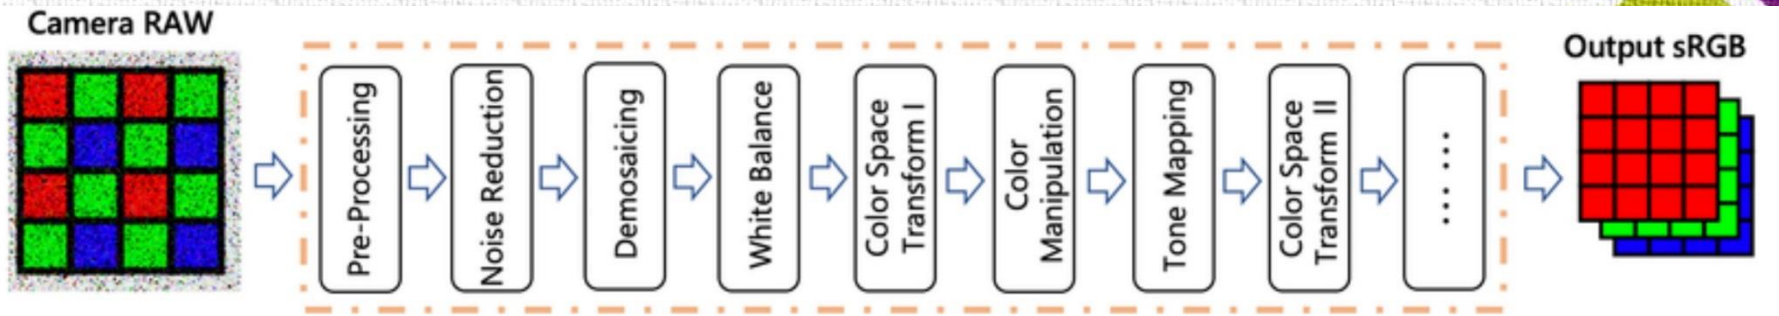 Camera RAW
Pre-Processing
Noise Reduction
Demosaicing
White Balance
Color Space
Transform I
Color
Manipulation
Tone Mapping
Color Space
Transform II
... ...
Output sRGB